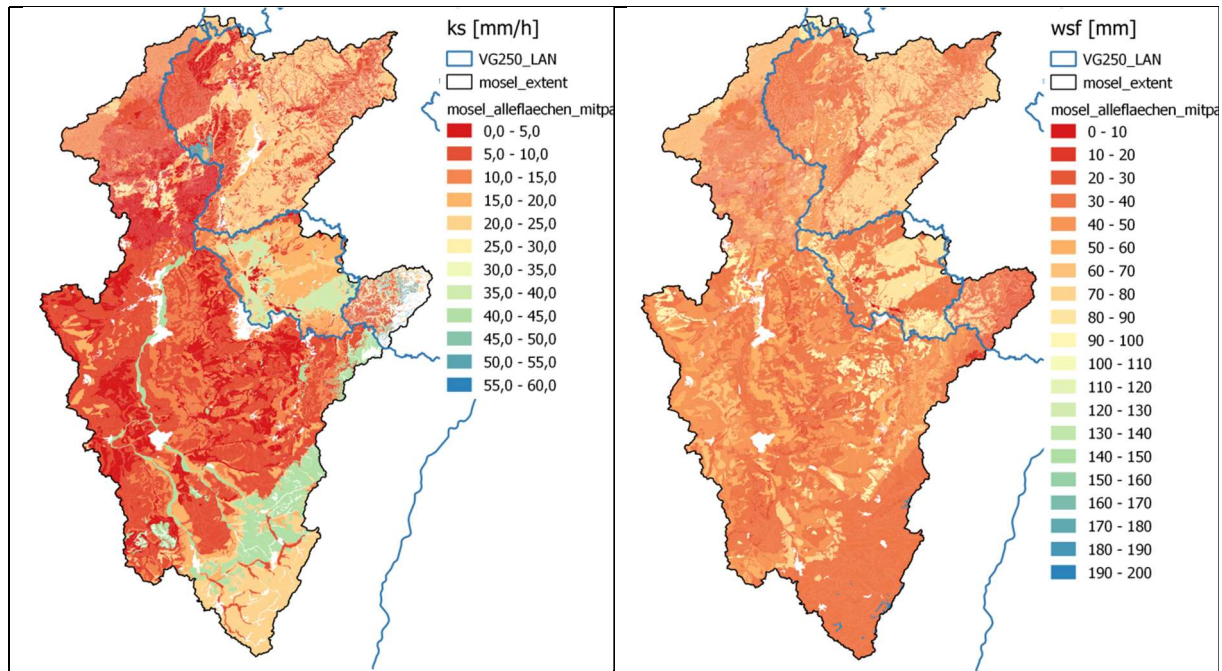 ks [mm/h]
VG250_LAN
mosel_extent
mosel_alleflaechen_mitpa
0,0 - 5,0
5,0 - 10,0
10,0 - 15,0
15,0 - 20,0
20,0 - 25,0
25,0 - 30,0
30,0 - 35,0
35,0 - 40,0
40,0 - 45,0
45,0 - 50,0
50,0 - 55,0
55,0 - 60,0
wsf [mm]
VG250_LAN
mosel_extent
mosel_alleflaechen_mitpa
0 - 10
10 - 20
20 - 30
30 - 40
40 - 50
50 - 60
60 - 70
70 - 80
80 - 90
90 - 100
100 - 110
110 - 120
120 - 130
130 - 140
140 - 150
150 - 160
160 - 170
170 - 180
180 - 190
190 - 200